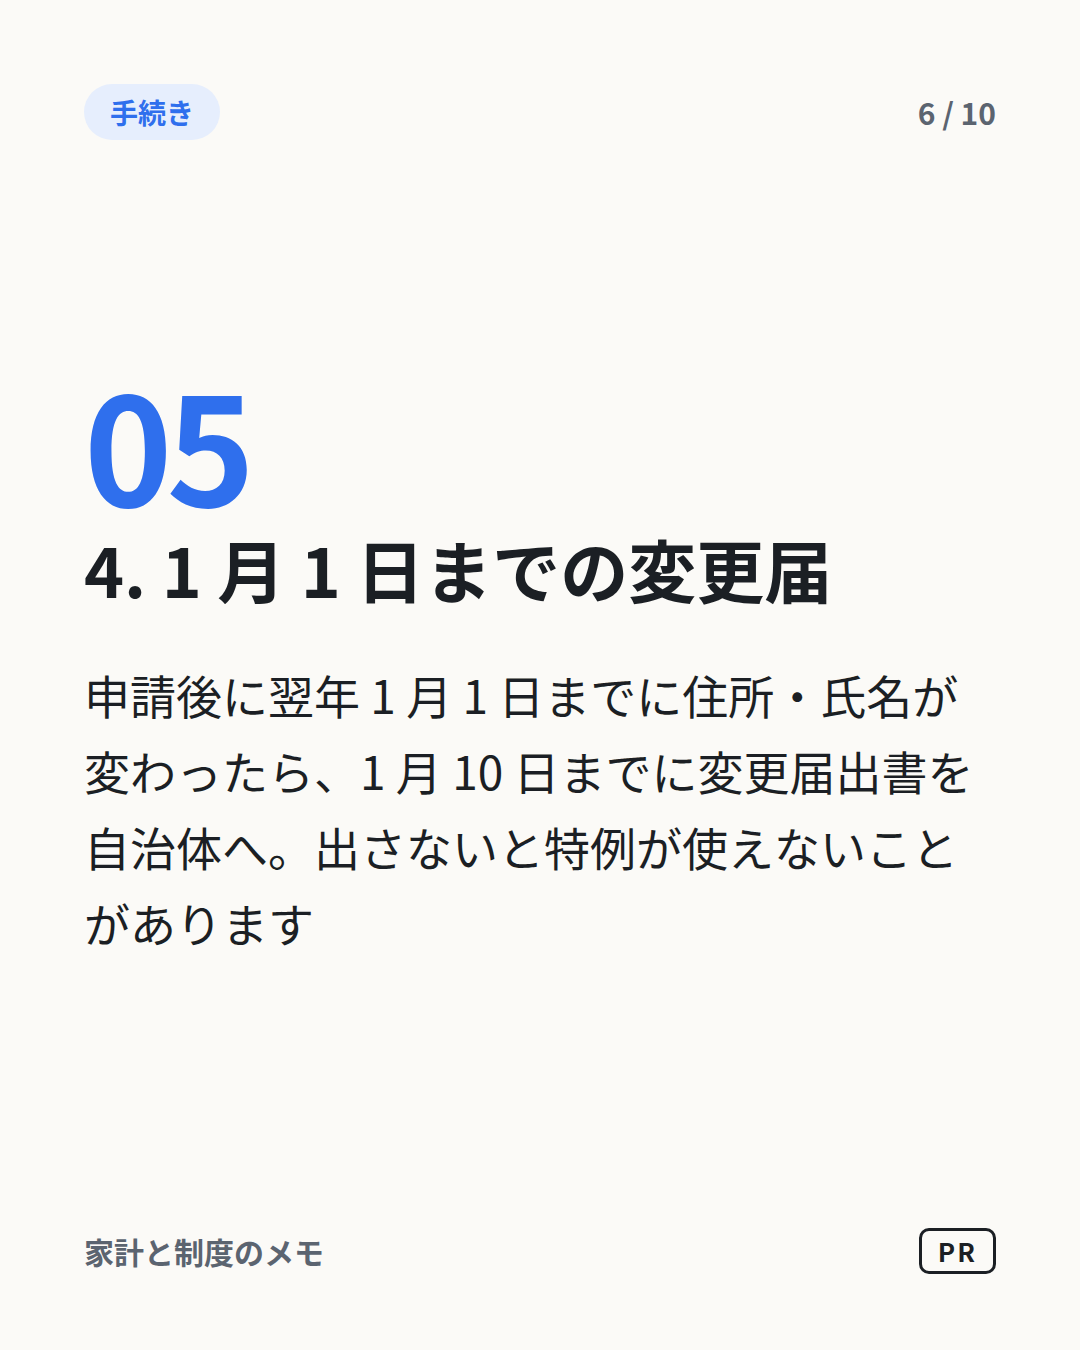 手続き
6 / 10
05
4. 1 月 1 日までの変更届
申請後に翌年 1 月 1 日までに住所・氏名が
変わったら、1 月 10 日までに変更届出書を
自治体へ。出さないと特例が使えないこと
があります
家計と制度のメモ
PR